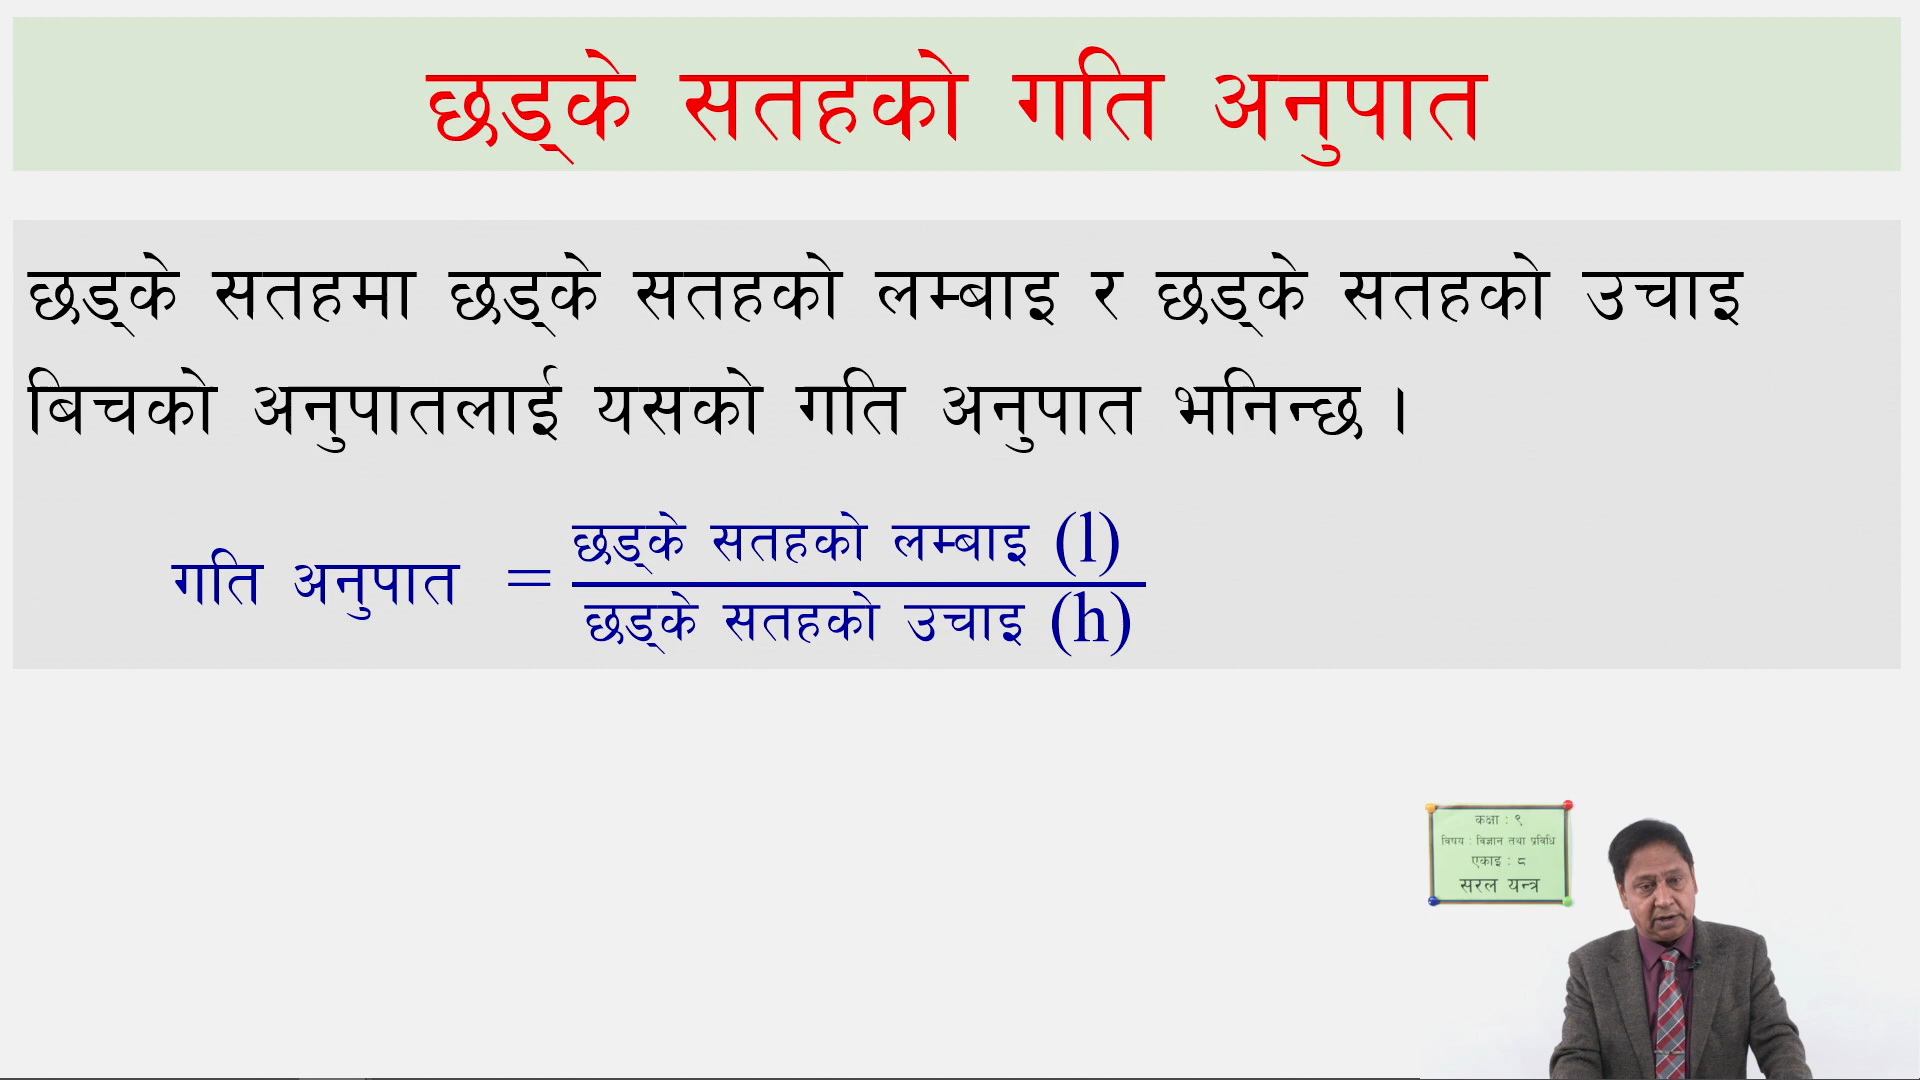 छड्के सतहको गति अनुपात
छड्के सतहमा छड्के सतहको लम्बाइ र छड्के सतहको उचाइ
बिचको अनुपातलाई यसको गति अनुपात भनिन्छ ।
गति अनुपात = छड्के सतहको लम्बाइ (l)
छड्के सतहको उचाइ (h)
कक्षा : ९
विषय : विज्ञान तथा प्रविधि
एकाइ : ८
सरल यन्त्र